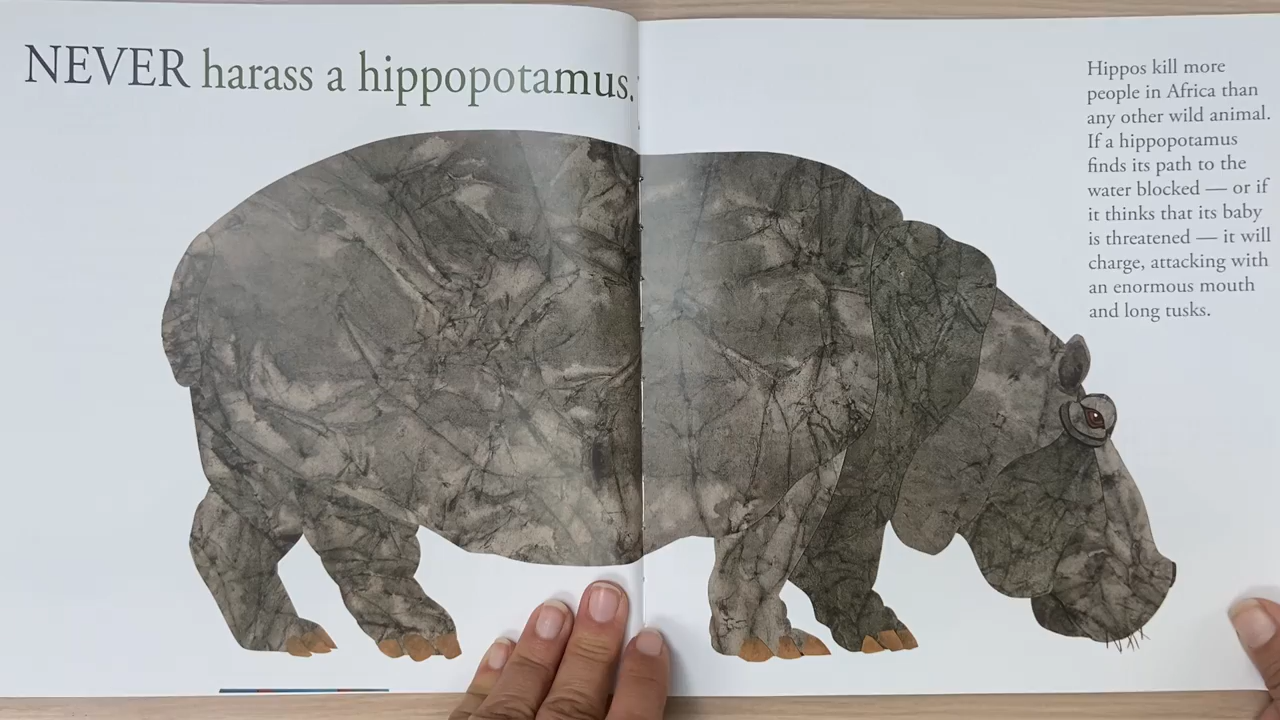 NEVER harass a hippopotamus.
Hippos kill more
people in Africa than
any other wild animal.
If a hippopotamus
finds its path to the
water blocked — or if
it thinks that its baby
is threatened — it will
charge, attacking with
an enormous mouth
and long tusks.